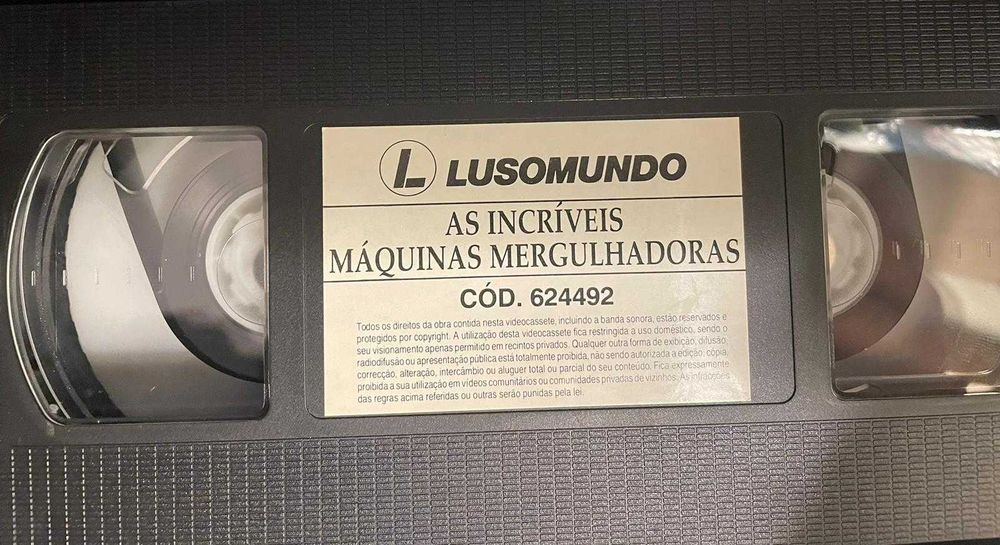 L LUSOMUNDO
AS INCRÍVEIS
MÁQUINAS MERGULHADORAS
CÓD. 624492
Todos os direitos da obra contida nesta videocassete, incluindo a banda sonora, estão reservados e
protegidos por copyright. A utilização desta videocassete fica restringida a uso doméstico, sendo o
seu visionamento apenas permitido em recintos privados. Qualquer outra forma de exibição, difusão,
radiodifusão ou apresentação pública está totalmente proibida, não sendo autorizada a edição, cópia,
correcção, alteração, intercâmbio ou aluguer total ou parcial do seu conteúdo. Fica expressamente
proibida a sua utilização em vídeos comunitários ou comunidades privadas de vizinhos. As infracções
das regras acima referidas ou outras serão punidas pela lei.